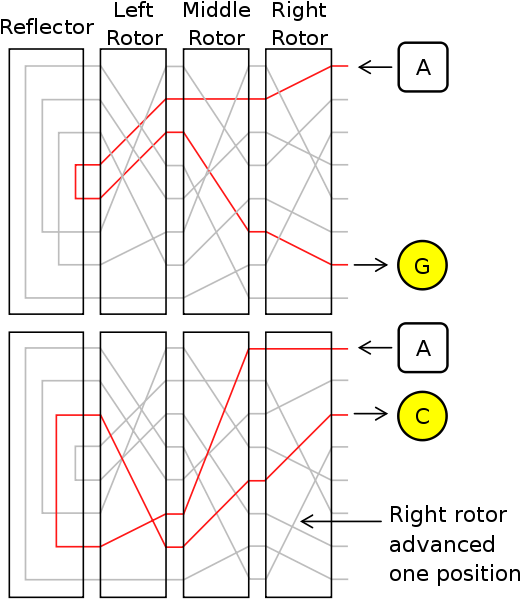 Reflector
Left
Rotor
Middle
Rotor
Right
Rotor
A
G
A
C
Right rotor
advanced
one position